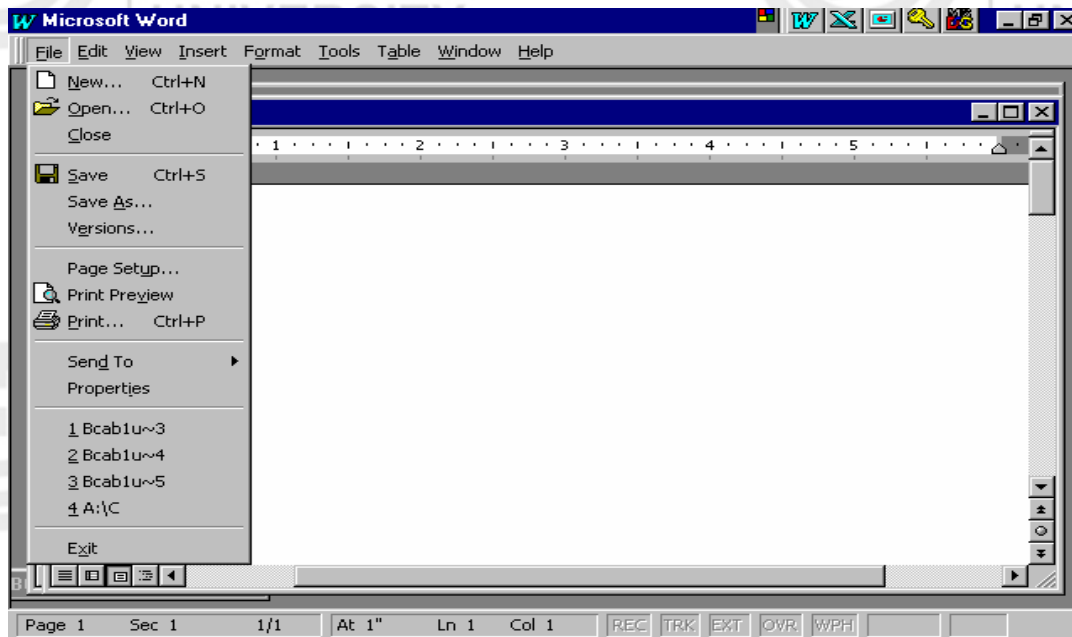 UNIVERSITY
Microsoft Word
File Edit View Insert Format Tools Table Window Help
New... Ctrl+N
Open... Ctrl+O
Close
1 2 3 4 5
Save Ctrl+S
Save As...
Versions...
Page Setup...
Print Preview
Print... Ctrl+P
Send To
Properties
1 Bcab1u~3
2 Bcab1u~4
3 Bcab1u~5
4 A:\C
Exit
Page 1 Sec 1 1/1 At 1" Ln 1 Col 1 REC TRK EXT OVR WPH